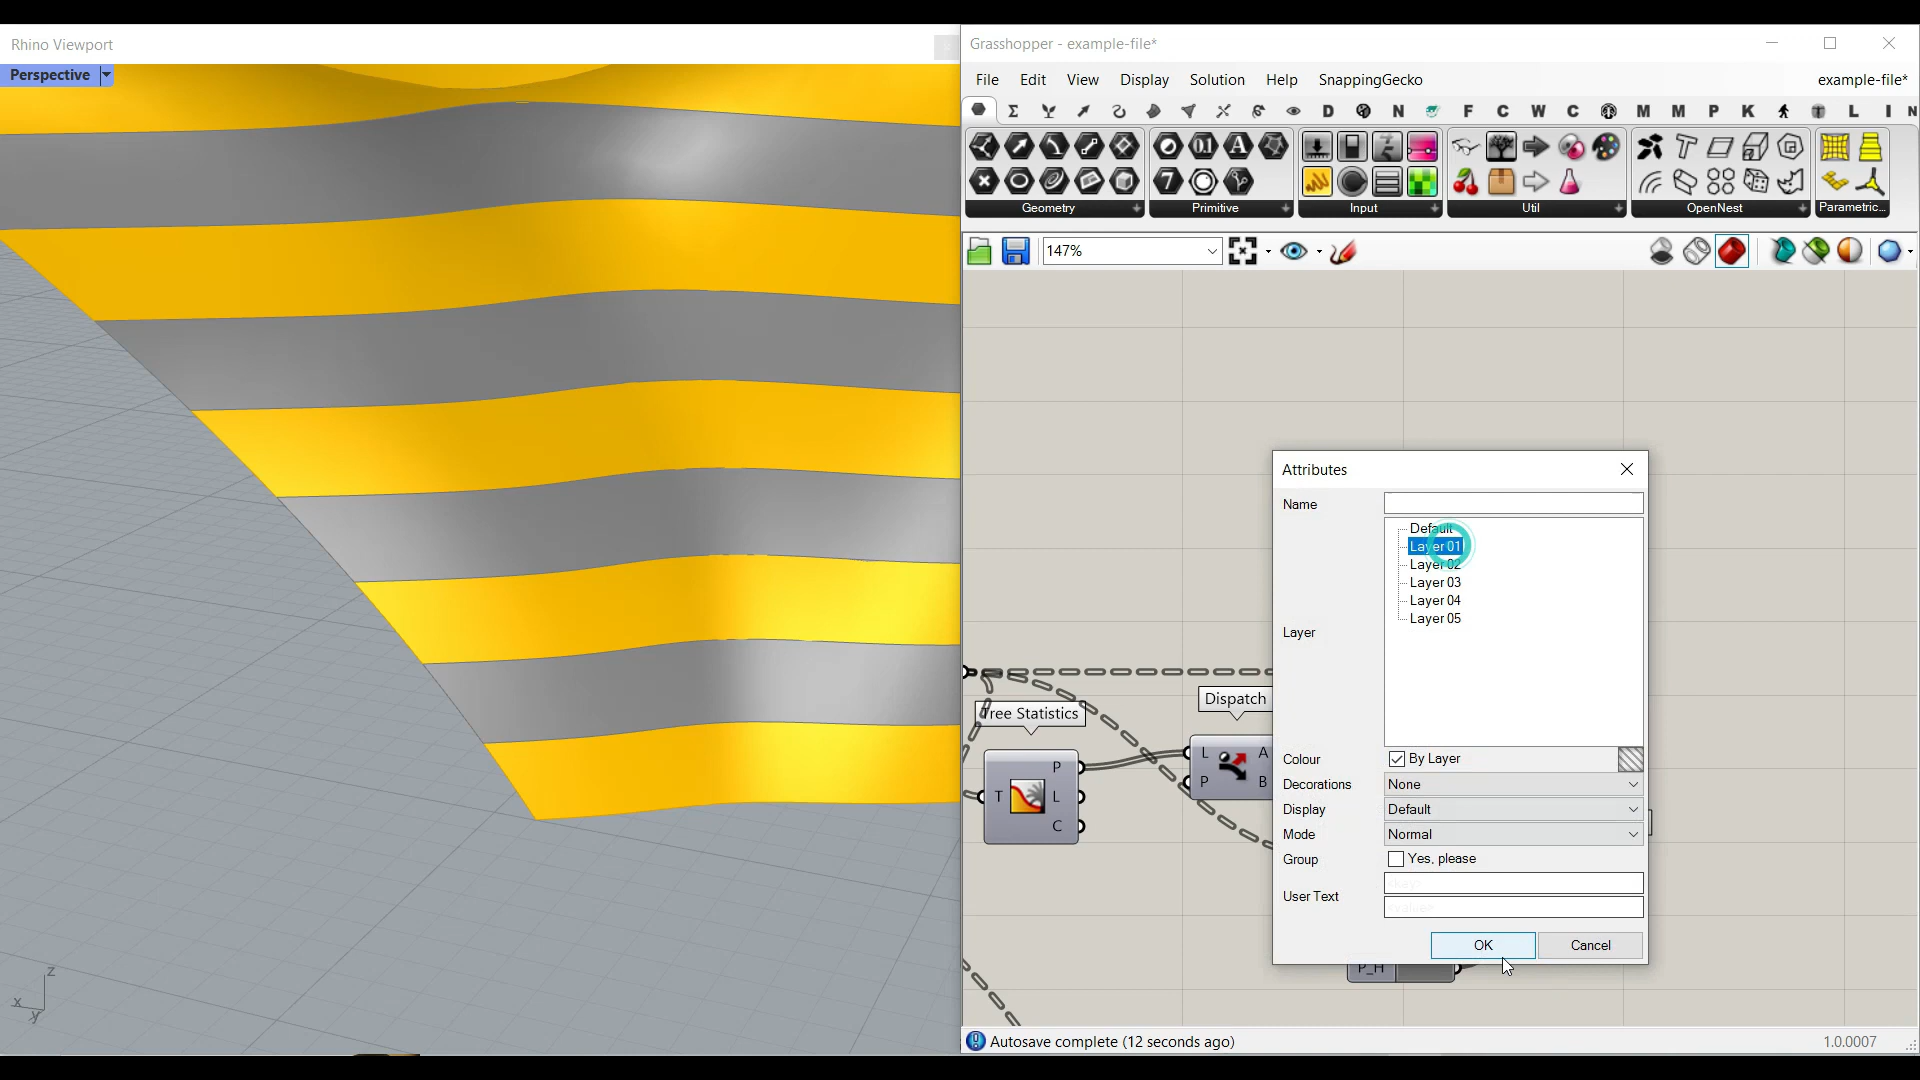 Rhino Viewport
Perspective
Grasshopper - example-file*
File Edit View Display Solution Help SnappingGecko example-file*
D N F C W C M M P K L I N
Geometry Primitive Input Util OpenNest Parametric...
147%
Attributes
Name
Default
Layer 01
Layer 02
Layer 03
Layer 04
Layer 05
Layer
Tree Statistics
Dispatch
T P L C
L P A B
Colour By Layer
Decorations None
Display Default
Mode Normal
Group Yes, please
User Text
OK Cancel
P_H
Autosave complete (12 seconds ago) 1.0.0007
z
x
y